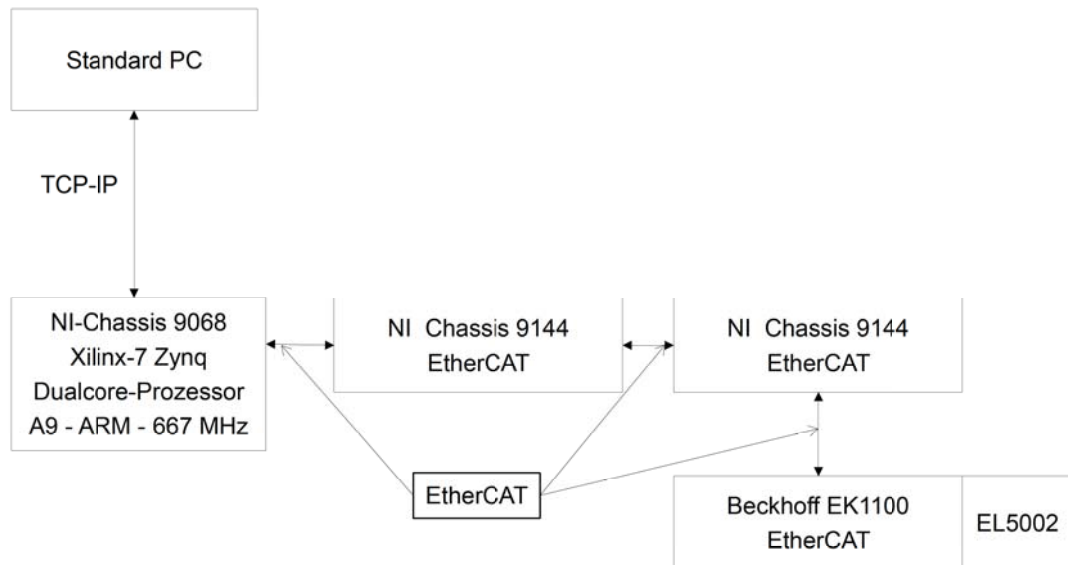 Standard PC
TCP-IP
NI-Chassis 9068
Xilinx-7 Zynq
Dualcore-Prozessor
A9 - ARM - 667 MHz
NI Chassis 9144
EtherCAT
NI Chassis 9144
EtherCAT
EtherCAT
Beckhoff EK1100
EtherCAT
EL5002